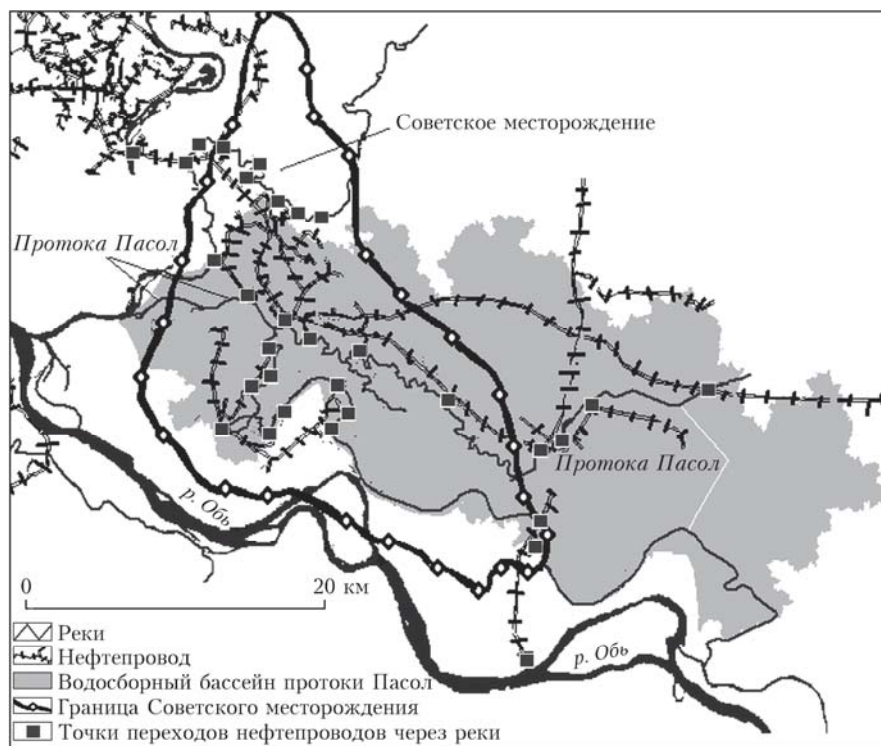 Советское месторождение
Протока Пасол
Протока Пасол
р. Обь
0 20 км
р. Обь
Реки
Нефтепровод
Водосборный бассейн протоки Пасол
Граница Советского месторождения
Точки переходов нефтепроводов через реки